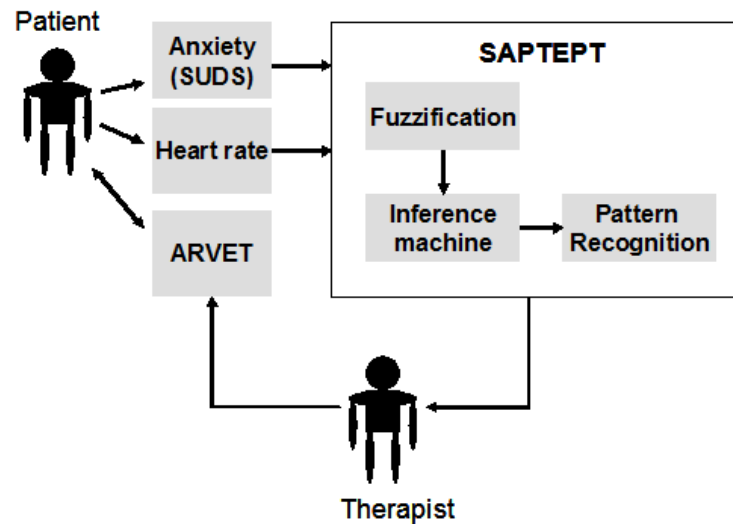 Patient
Anxiety
(SUDS)
Heart rate
ARVET
SAPTEPT
Fuzzification
Inference
machine
Pattern
Recognition
Therapist